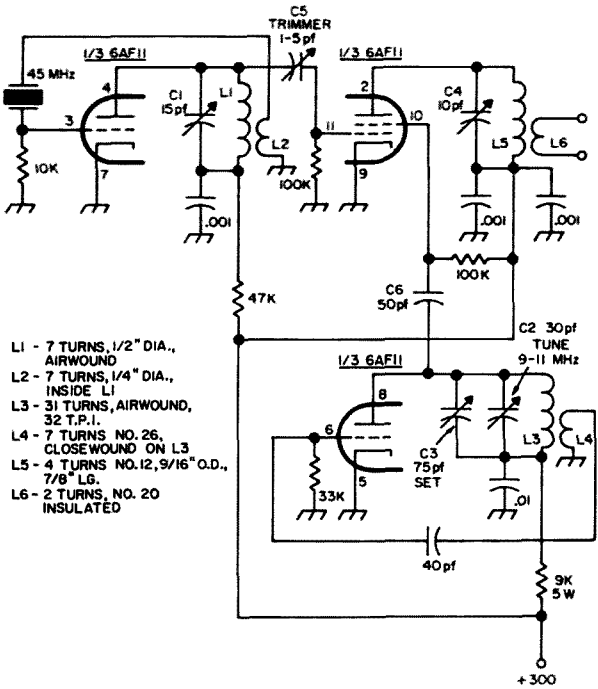 C5
TRIMMER
1-5pf
1/3 6AF11
1/3 6AF11
45 MHz
4
3
7
10K
C1
15pf
L1
L2
.001
2
11
10
9
100K
C4
10pf
L5
L6
.001
.001
100K
47K
C6
50pf
C2 30pf
TUNE
9-11 MHz
1/3 6AF11
8
6
5
33K
C3
75pf
SET
L3
L4
.01
40pf
9K
5W
+300
L1 - 7 TURNS, 1/2" DIA.,
AIRWOUND
L2 - 7 TURNS, 1/4" DIA.,
INSIDE L1
L3 - 31 TURNS, AIRWOUND,
32 T.P.I.
L4 - 7 TURNS NO. 26,
CLOSEWOUND ON L3
L5 - 4 TURNS NO. 12, 9/16" O.D.,
7/8" LG.
L6 - 2 TURNS, NO. 20
INSULATED